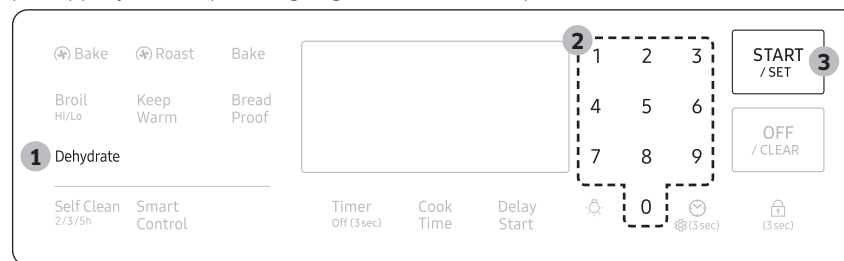 Bake Roast Bake
2
1 2 3
START
/ SET
3
Broil
Hi/Lo
Keep
Warm
Bread
Proof
4 5 6
OFF
/ CLEAR
1 Dehydrate
7 8 9
Self Clean
2/3/5h
Smart
Control
Timer
Off (3 sec)
Cook
Time
Delay
Start
0
(3 sec)
(3 sec)